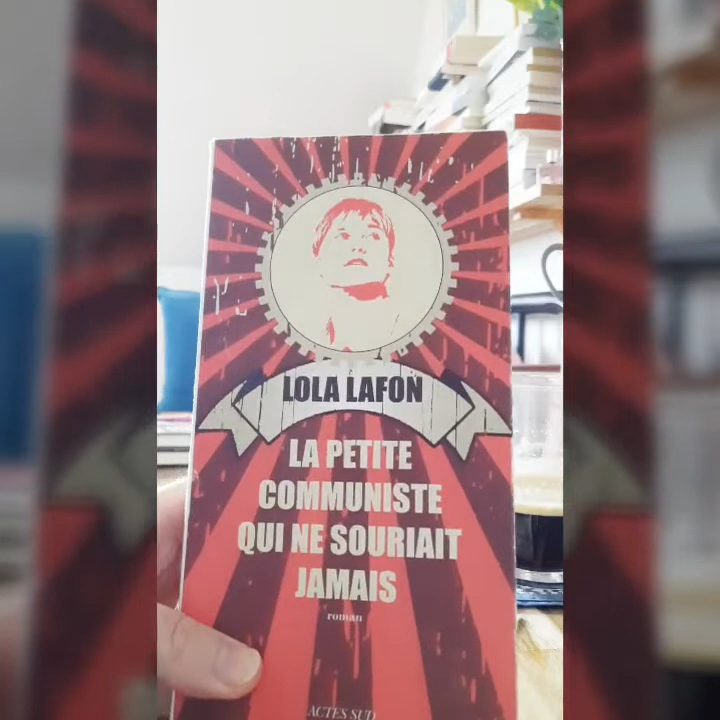 LOLA LAFON
LA PETITE
COMMUNISTE
QUI NE SOURIAIT
JAMAIS
roman
ACTES SUD